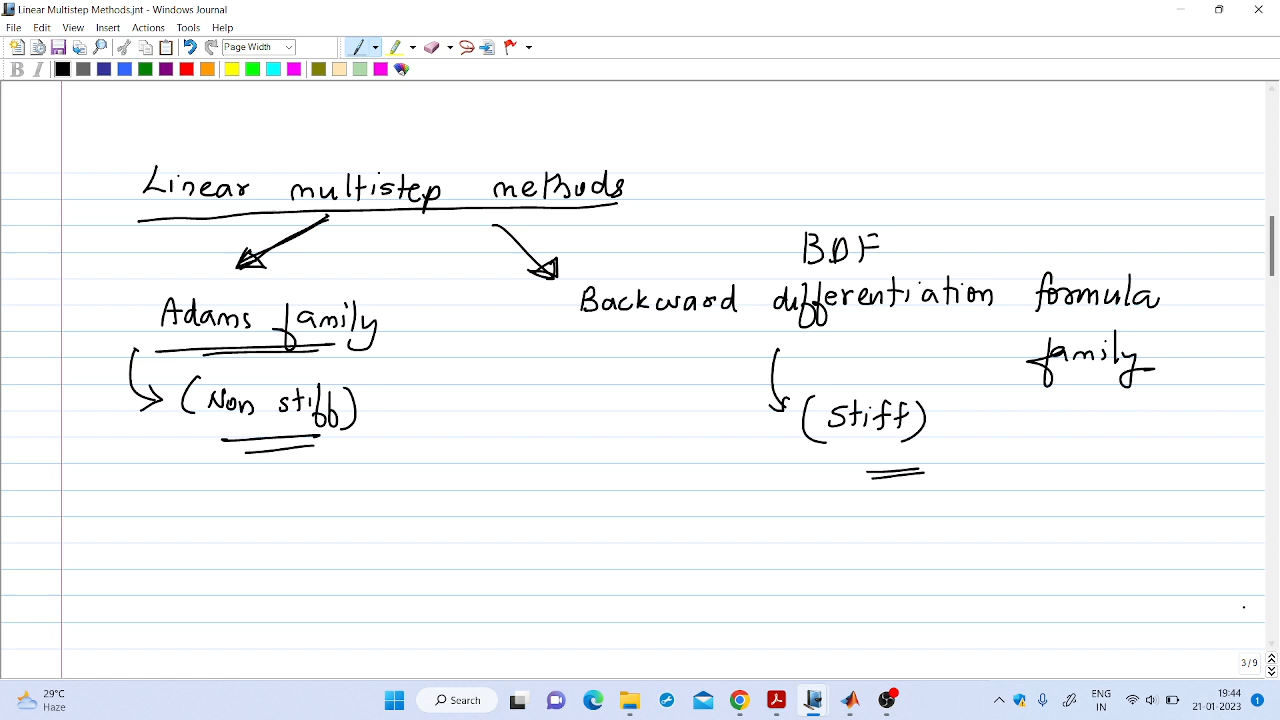 Linear Multistep Methods.jnt - Windows Journal
File Edit View Insert Actions Tools Help
Page Width
B I
Linear multistep methods
BDF
Adams family
Backward differentiation formula
family
(Non stiff)
(Stiff)
3/9
29°C
Haze
Search
ENG
IN
19:44
21-01-2023
1